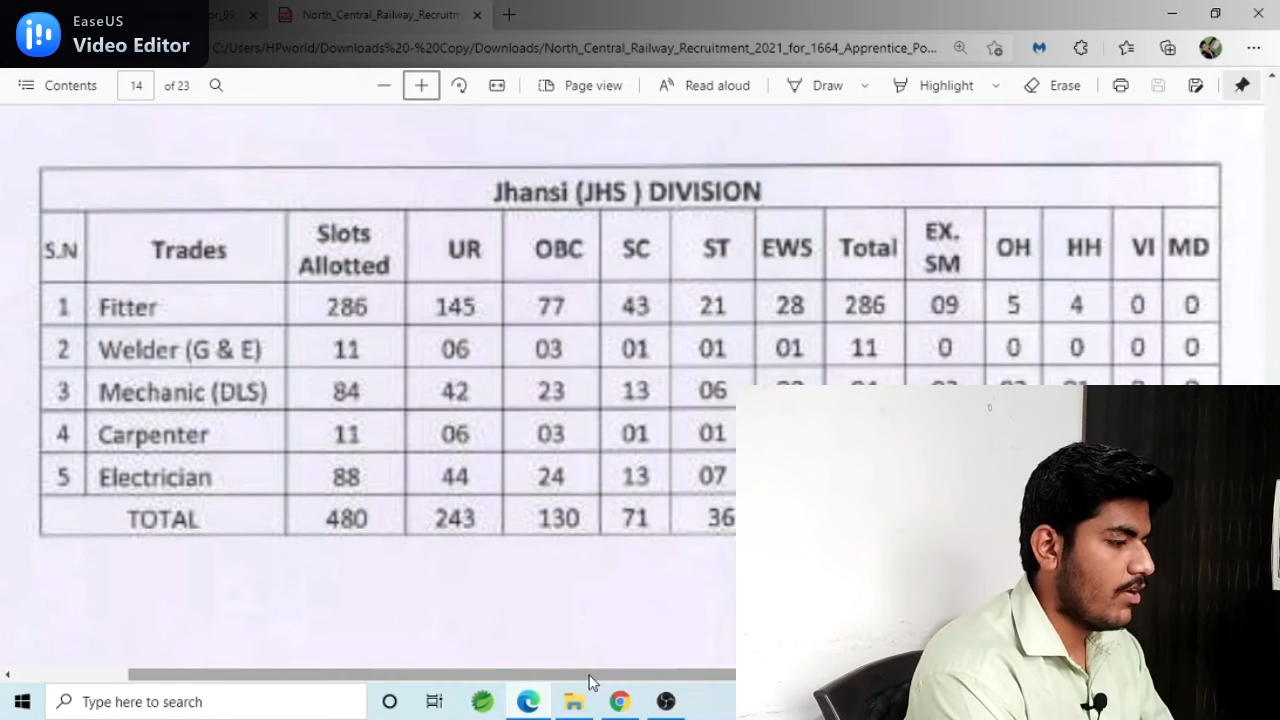 EaseUS
Video Editor
North_Central_Railway_Recruitm
C:/Users/HPworld/Downloads%20-%20Copy/Downloads/North_Central_Railway_Recruitment_2021_for_1664_Apprentice_Po...
Contents 14 of 23 Page view Read aloud Draw Highlight Erase
Jhansi (JHS ) DIVISION
S.N Trades Slots Allotted UR OBC SC ST EWS Total EX. SM OH HH VI MD
1 Fitter 286 145 77 43 21 28 286 09 5 4 0 0
2 Welder (G & E) 11 06 03 01 01 01 11 0 0 0 0 0
3 Mechanic (DLS) 84 42 23 13 06
4 Carpenter 11 06 03 01 01
5 Electrician 88 44 24 13 07
TOTAL 480 243 130 71 36
Type here to search